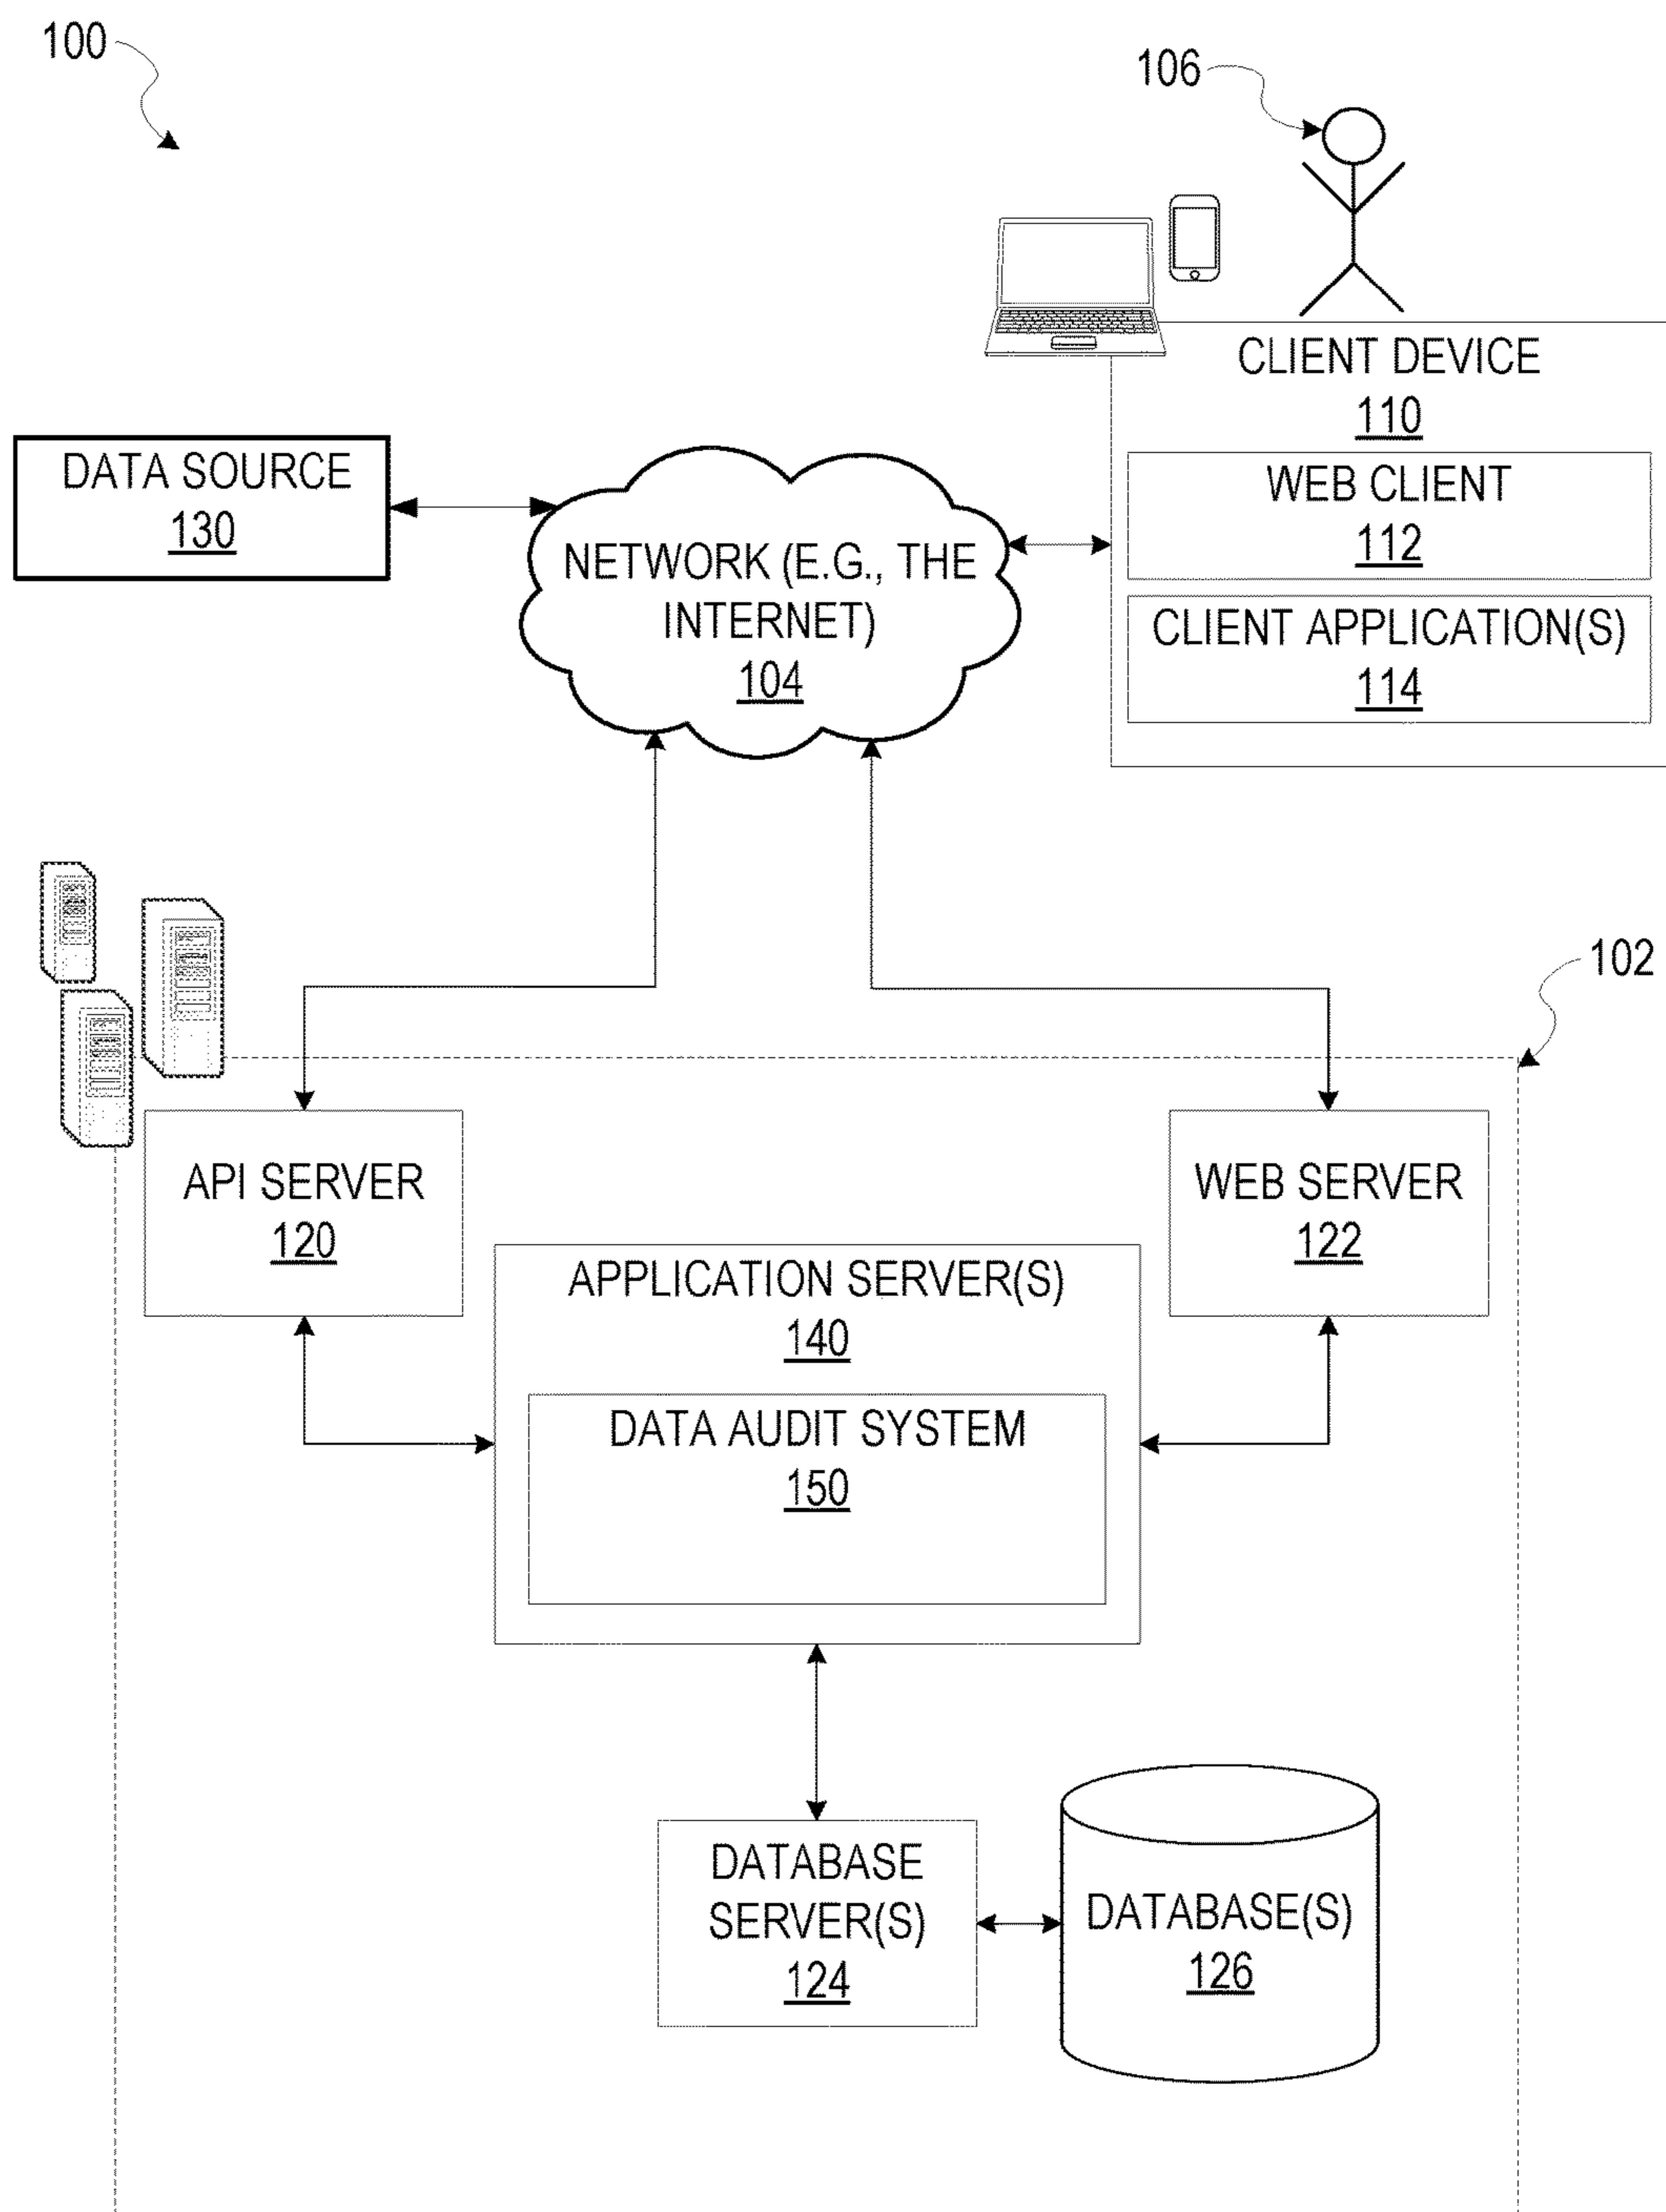 100
106
CLIENT DEVICE
110
DATA SOURCE
130
WEB CLIENT
112
NETWORK (E.G., THE
INTERNET)
104
CLIENT APPLICATION(S)
114
102
API SERVER
120
WEB SERVER
122
APPLICATION SERVER(S)
140
DATA AUDIT SYSTEM
150
DATABASE
SERVER(S)
124
DATABASE(S)
126